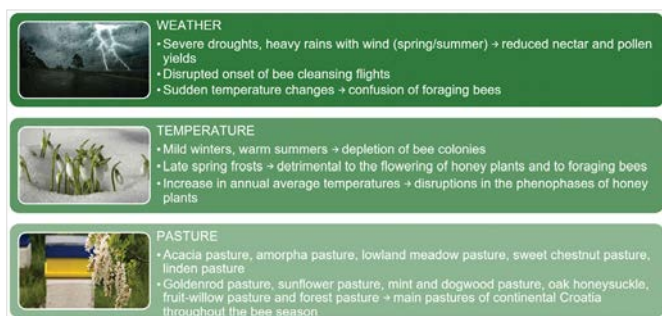 WEATHER
• Severe droughts, heavy rains with wind (spring/summer) → reduced nectar and pollen
yields
• Disrupted onset of bee cleansing flights
• Sudden temperature changes → confusion of foraging bees
TEMPERATURE
• Mild winters, warm summers → depletion of bee colonies
• Late spring frosts → detrimental to the flowering of honey plants and to foraging bees
• Increase in annual average temperatures → disruptions in the phenophases of honey
plants
PASTURE
• Acacia pasture, amorpha pasture, lowland meadow pasture, sweet chestnut pasture,
linden pasture
• Goldenrod pasture, sunflower pasture, mint and dogwood pasture, oak honeysuckle,
fruit-willow pasture and forest pasture → main pastures of continental Croatia
throughout the bee season